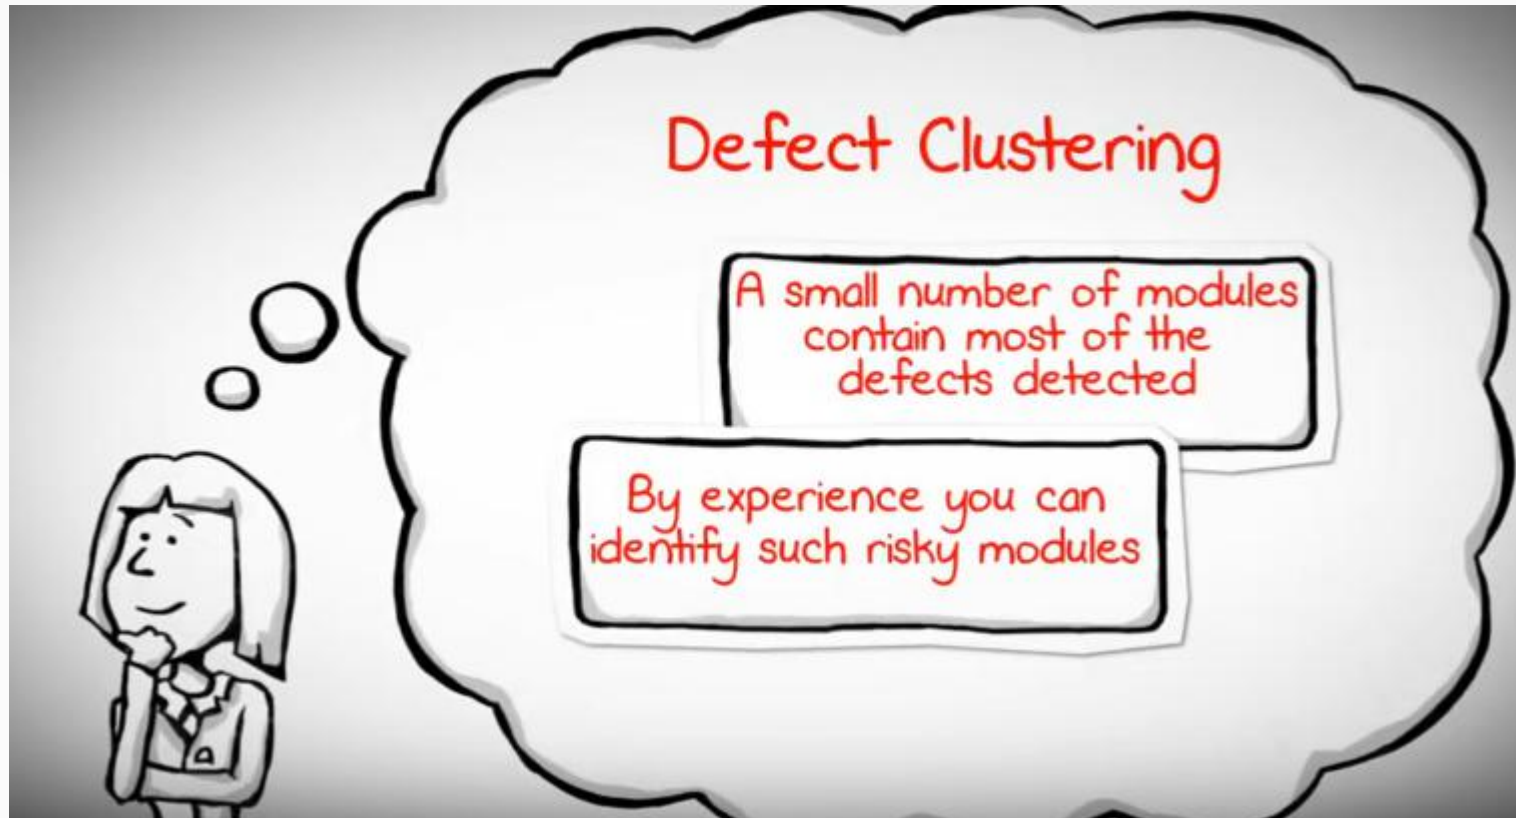 Defect Clustering
A small number of modules
contain most of the
defects detected
By experience you can
identify such risky modules